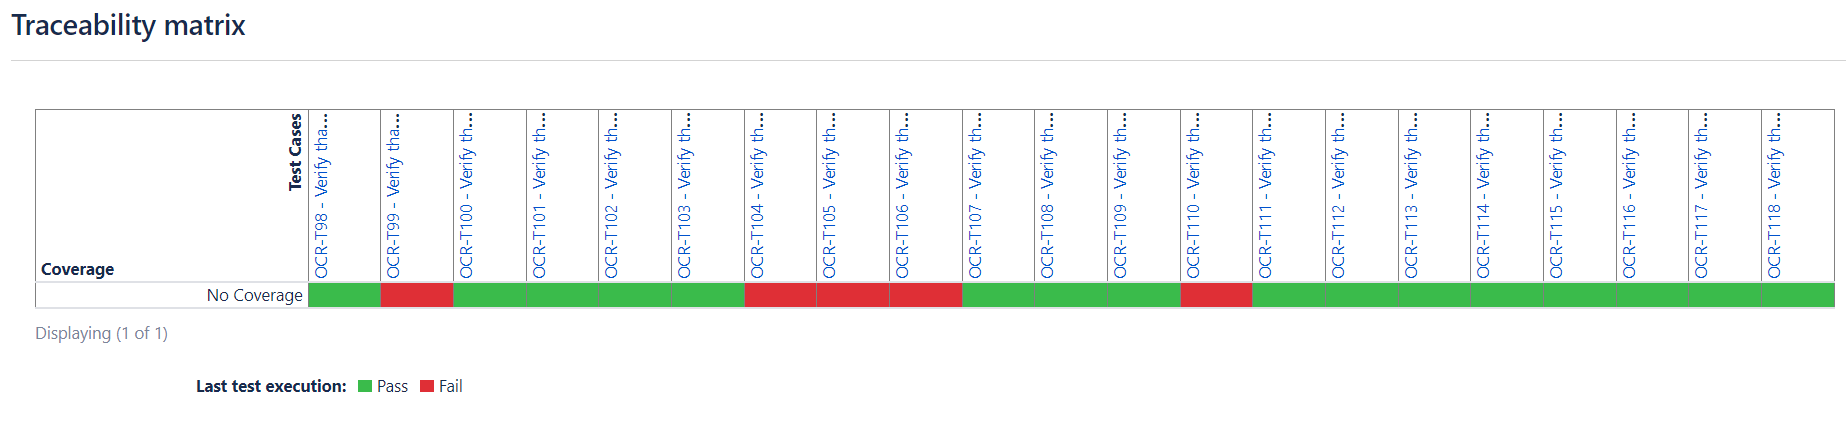 Traceability matrix
Test Cases
OCR-T98 - Verify tha...
OCR-T99 - Verify tha...
OCR-T100 - Verify th...
OCR-T101 - Verify th...
OCR-T102 - Verify th...
OCR-T103 - Verify th...
OCR-T104 - Verify th...
OCR-T105 - Verify th...
OCR-T106 - Verify th...
OCR-T107 - Verify th...
OCR-T108 - Verify th...
OCR-T109 - Verify th...
OCR-T110 - Verify th...
OCR-T111 - Verify th...
OCR-T112 - Verify th...
OCR-T113 - Verify th...
OCR-T114 - Verify th...
OCR-T115 - Verify th...
OCR-T116 - Verify th...
OCR-T117 - Verify th...
OCR-T118 - Verify th...
Coverage
No Coverage
Displaying (1 of 1)
Last test execution: Pass Fail